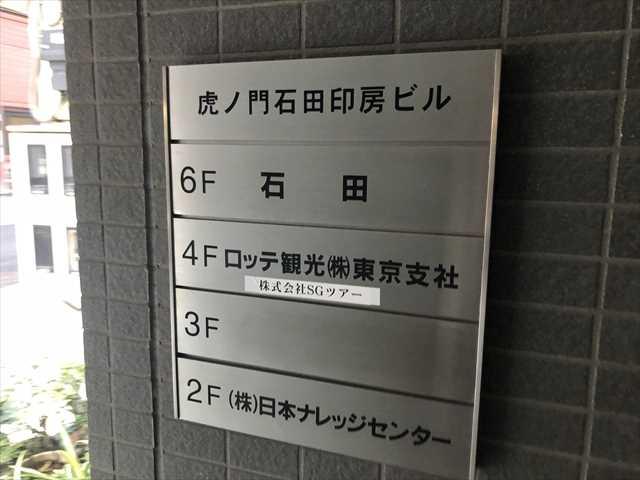 虎ノ門石田印房ビル
6F 石 田
4F ロッテ観光㈱東京支社
株式会社SGツアー
3F
2F (株)日本ナレッジセンター